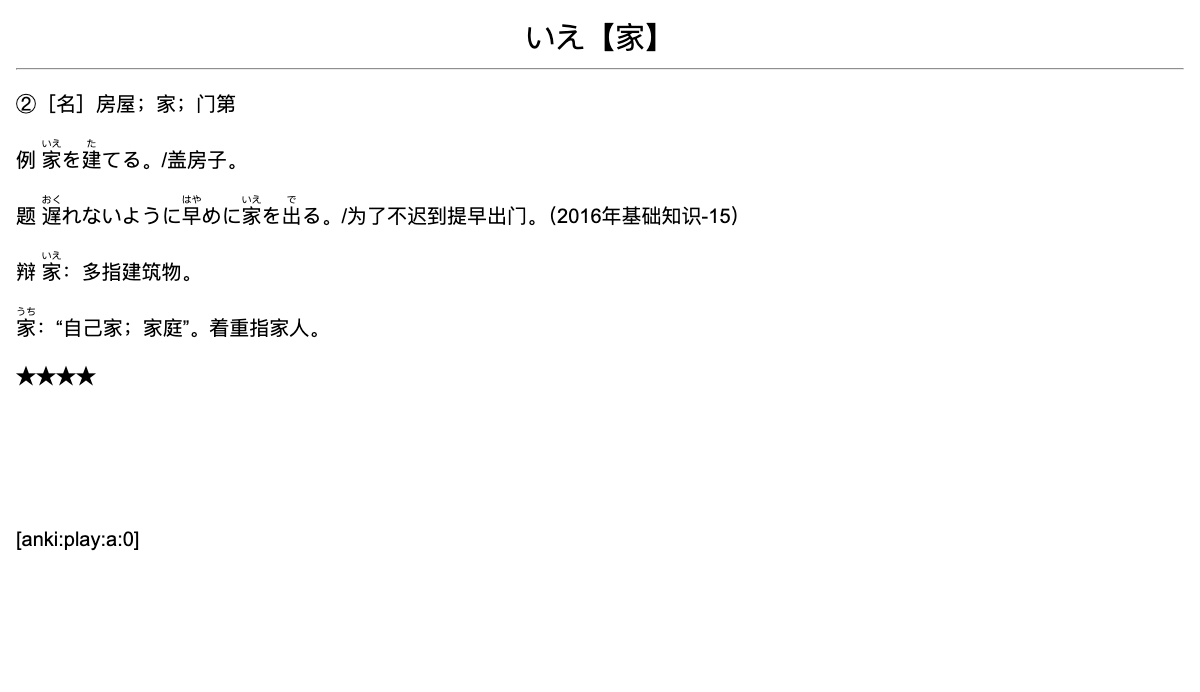 いえ【家】
②［名］房屋；家；门第
いえ た
例 家を建てる。/盖房子。
おく はや いえ で
题 遅れないように早めに家を出る。/为了不迟到提早出门。（2016年基础知识-15）
いえ
辩 家：多指建筑物。
うち
家：“自己家；家庭”。着重指家人。
★★★★
[anki:play:a:0]